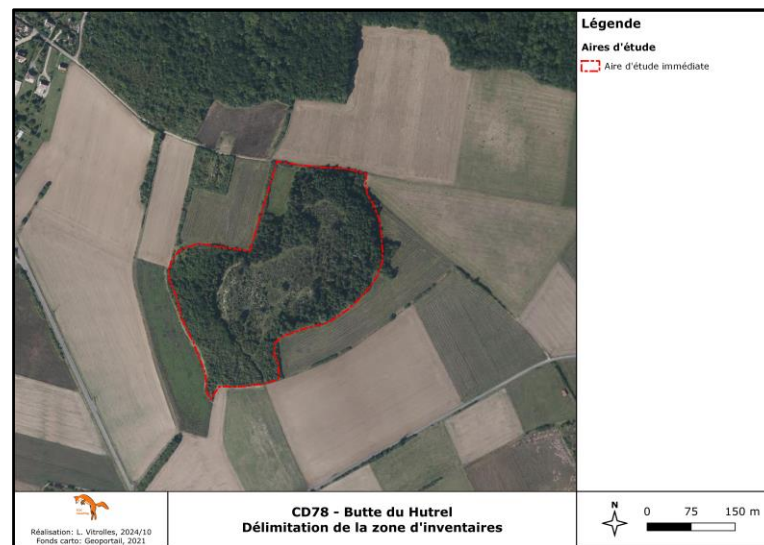 Légende
Aires d'étude
Aire d'étude immédiate
Réalisation: L. Vitrolles, 2024/10
Fonds carto: Geoportail, 2021
CD78 - Butte du Hutrel
Délimitation de la zone d'inventaires
N
0 75 150 m